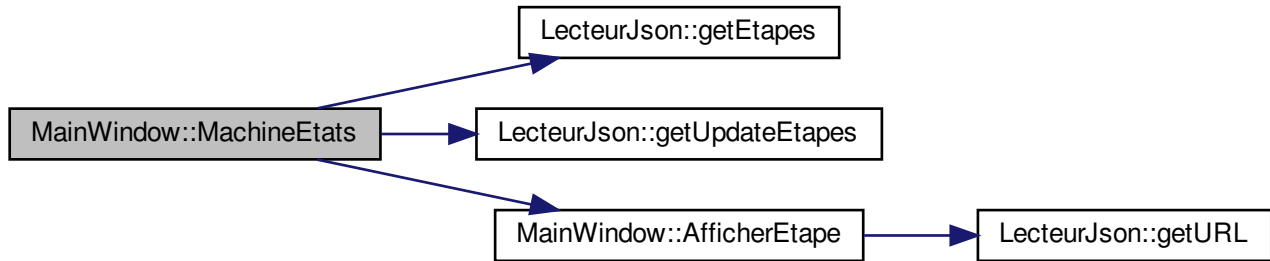 LecteurJson::getEtapes
MainWindow::MachineEtats
LecteurJson::getUpdateEtapes
MainWindow::AfficherEtape
LecteurJson::getURL